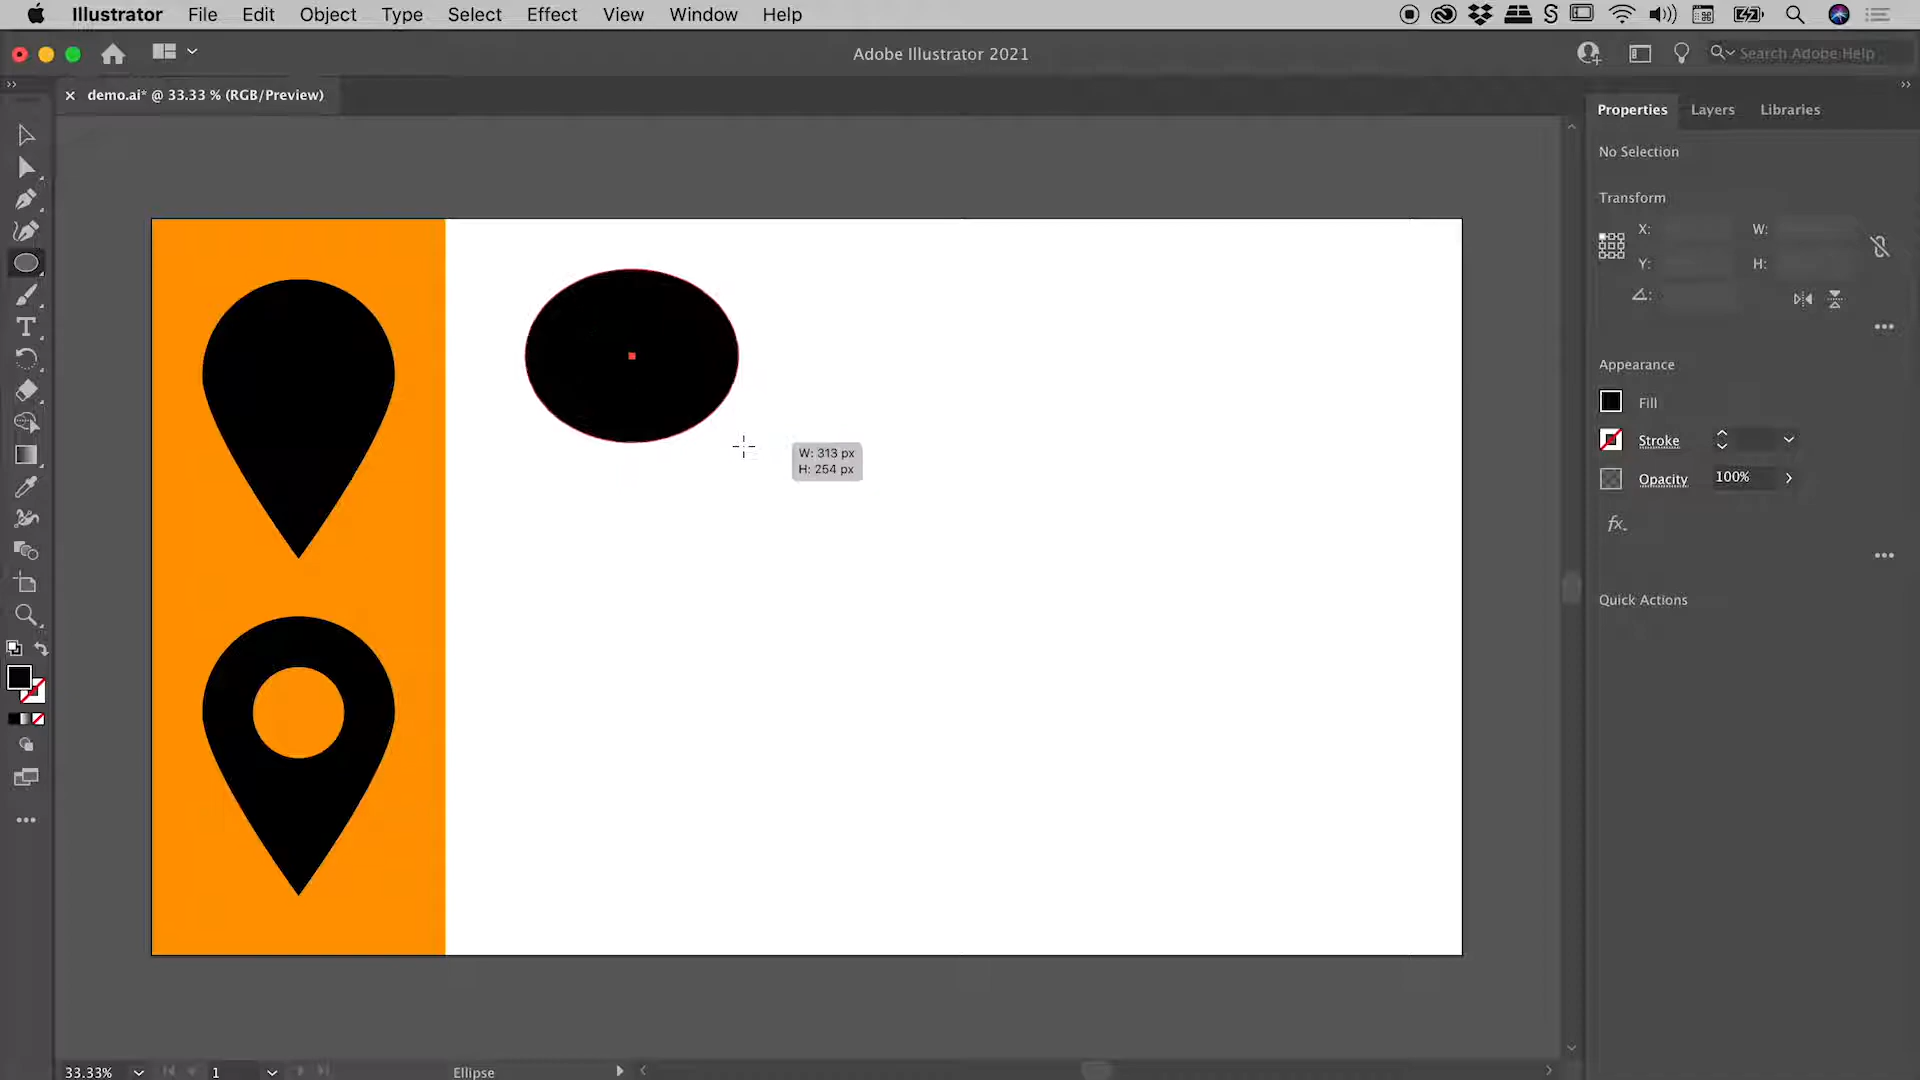 Illustrator File Edit Object Type Select Effect View Window Help
Adobe Illustrator 2021
Search Adobe Help
demo.ai* @ 33.33 % (RGB/Preview)
Properties Layers Libraries
No Selection
Transform
X: W:
Y: H:
Appearance
Fill
Stroke
Opacity 100%
fx.
Quick Actions
W: 313 px
H: 254 px
33.33% 1 Ellipse